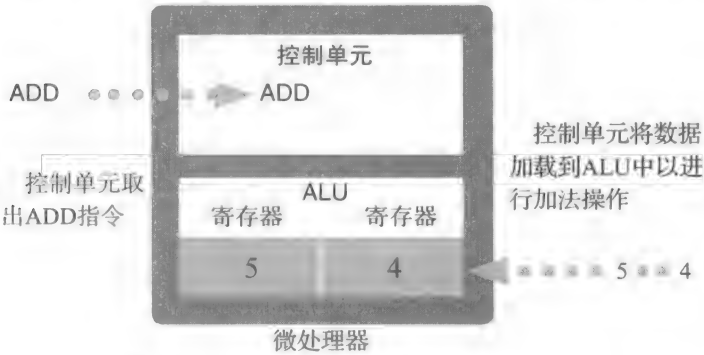 控制单元
ADD
ADD
控制单元将数据
加载到ALU中以进
行加法操作
控制单元取
出ADD指令
ALU
寄存器 寄存器
5 4
5 4
微处理器